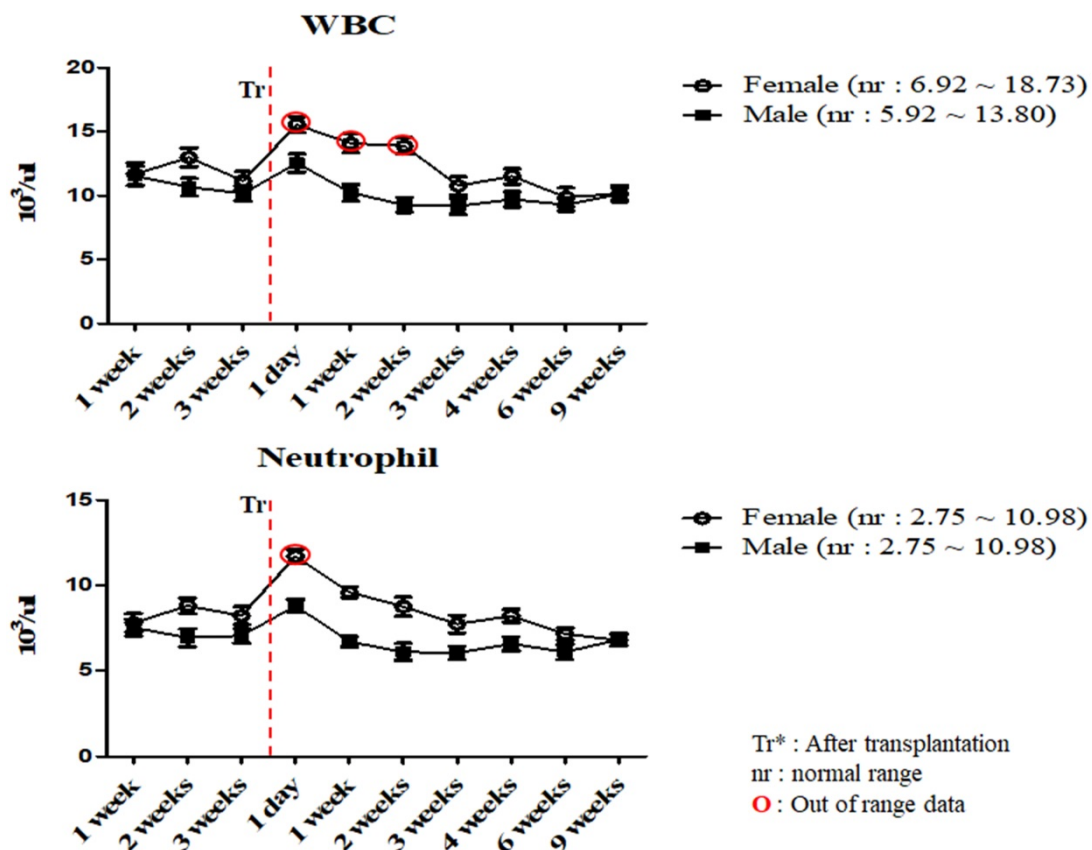 WBC
20
15
10
5
0
10³/ul
Tr
Female (nr : 6.92 ~ 18.73)
Male (nr : 5.92 ~ 13.80)
1 week
2 weeks
3 weeks
1 day
1 week
2 weeks
3 weeks
4 weeks
6 weeks
9 weeks
Neutrophil
15
10
5
0
10³/ul
Tr
Female (nr : 2.75 ~ 10.98)
Male (nr : 2.75 ~ 10.98)
1 week
2 weeks
3 weeks
1 day
1 week
2 weeks
3 weeks
4 weeks
6 weeks
9 weeks
Tr* : After transplantation
nr : normal range
O : Out of range data